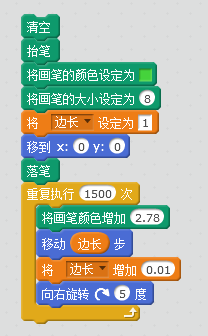 清空
抬笔
将画笔的颜色设定为
将画笔的大小设定为 8
将 边长 设定为 1
移到 x: 0 y: 0
落笔
重复执行 1500 次
将画笔颜色增加 2.78
移动 边长 步
将 边长 增加 0.01
向右旋转 5 度